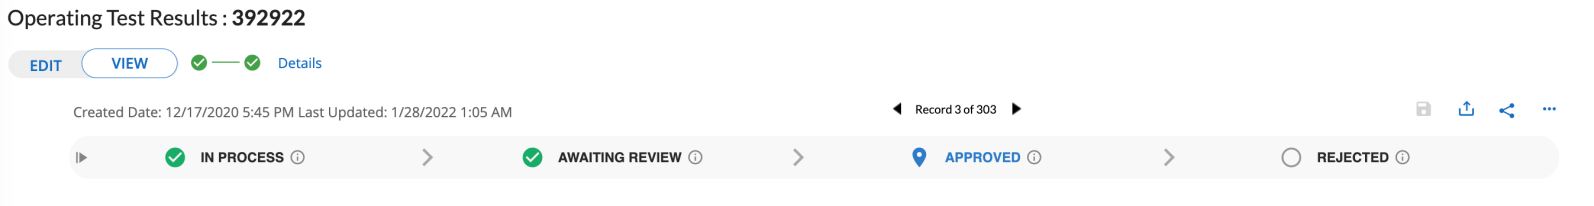 Operating Test Results : 392922
EDIT VIEW Details
Created Date: 12/17/2020 5:45 PM Last Updated: 1/28/2022 1:05 AM
Record 3 of 303
IN PROCESS AWAITING REVIEW APPROVED REJECTED